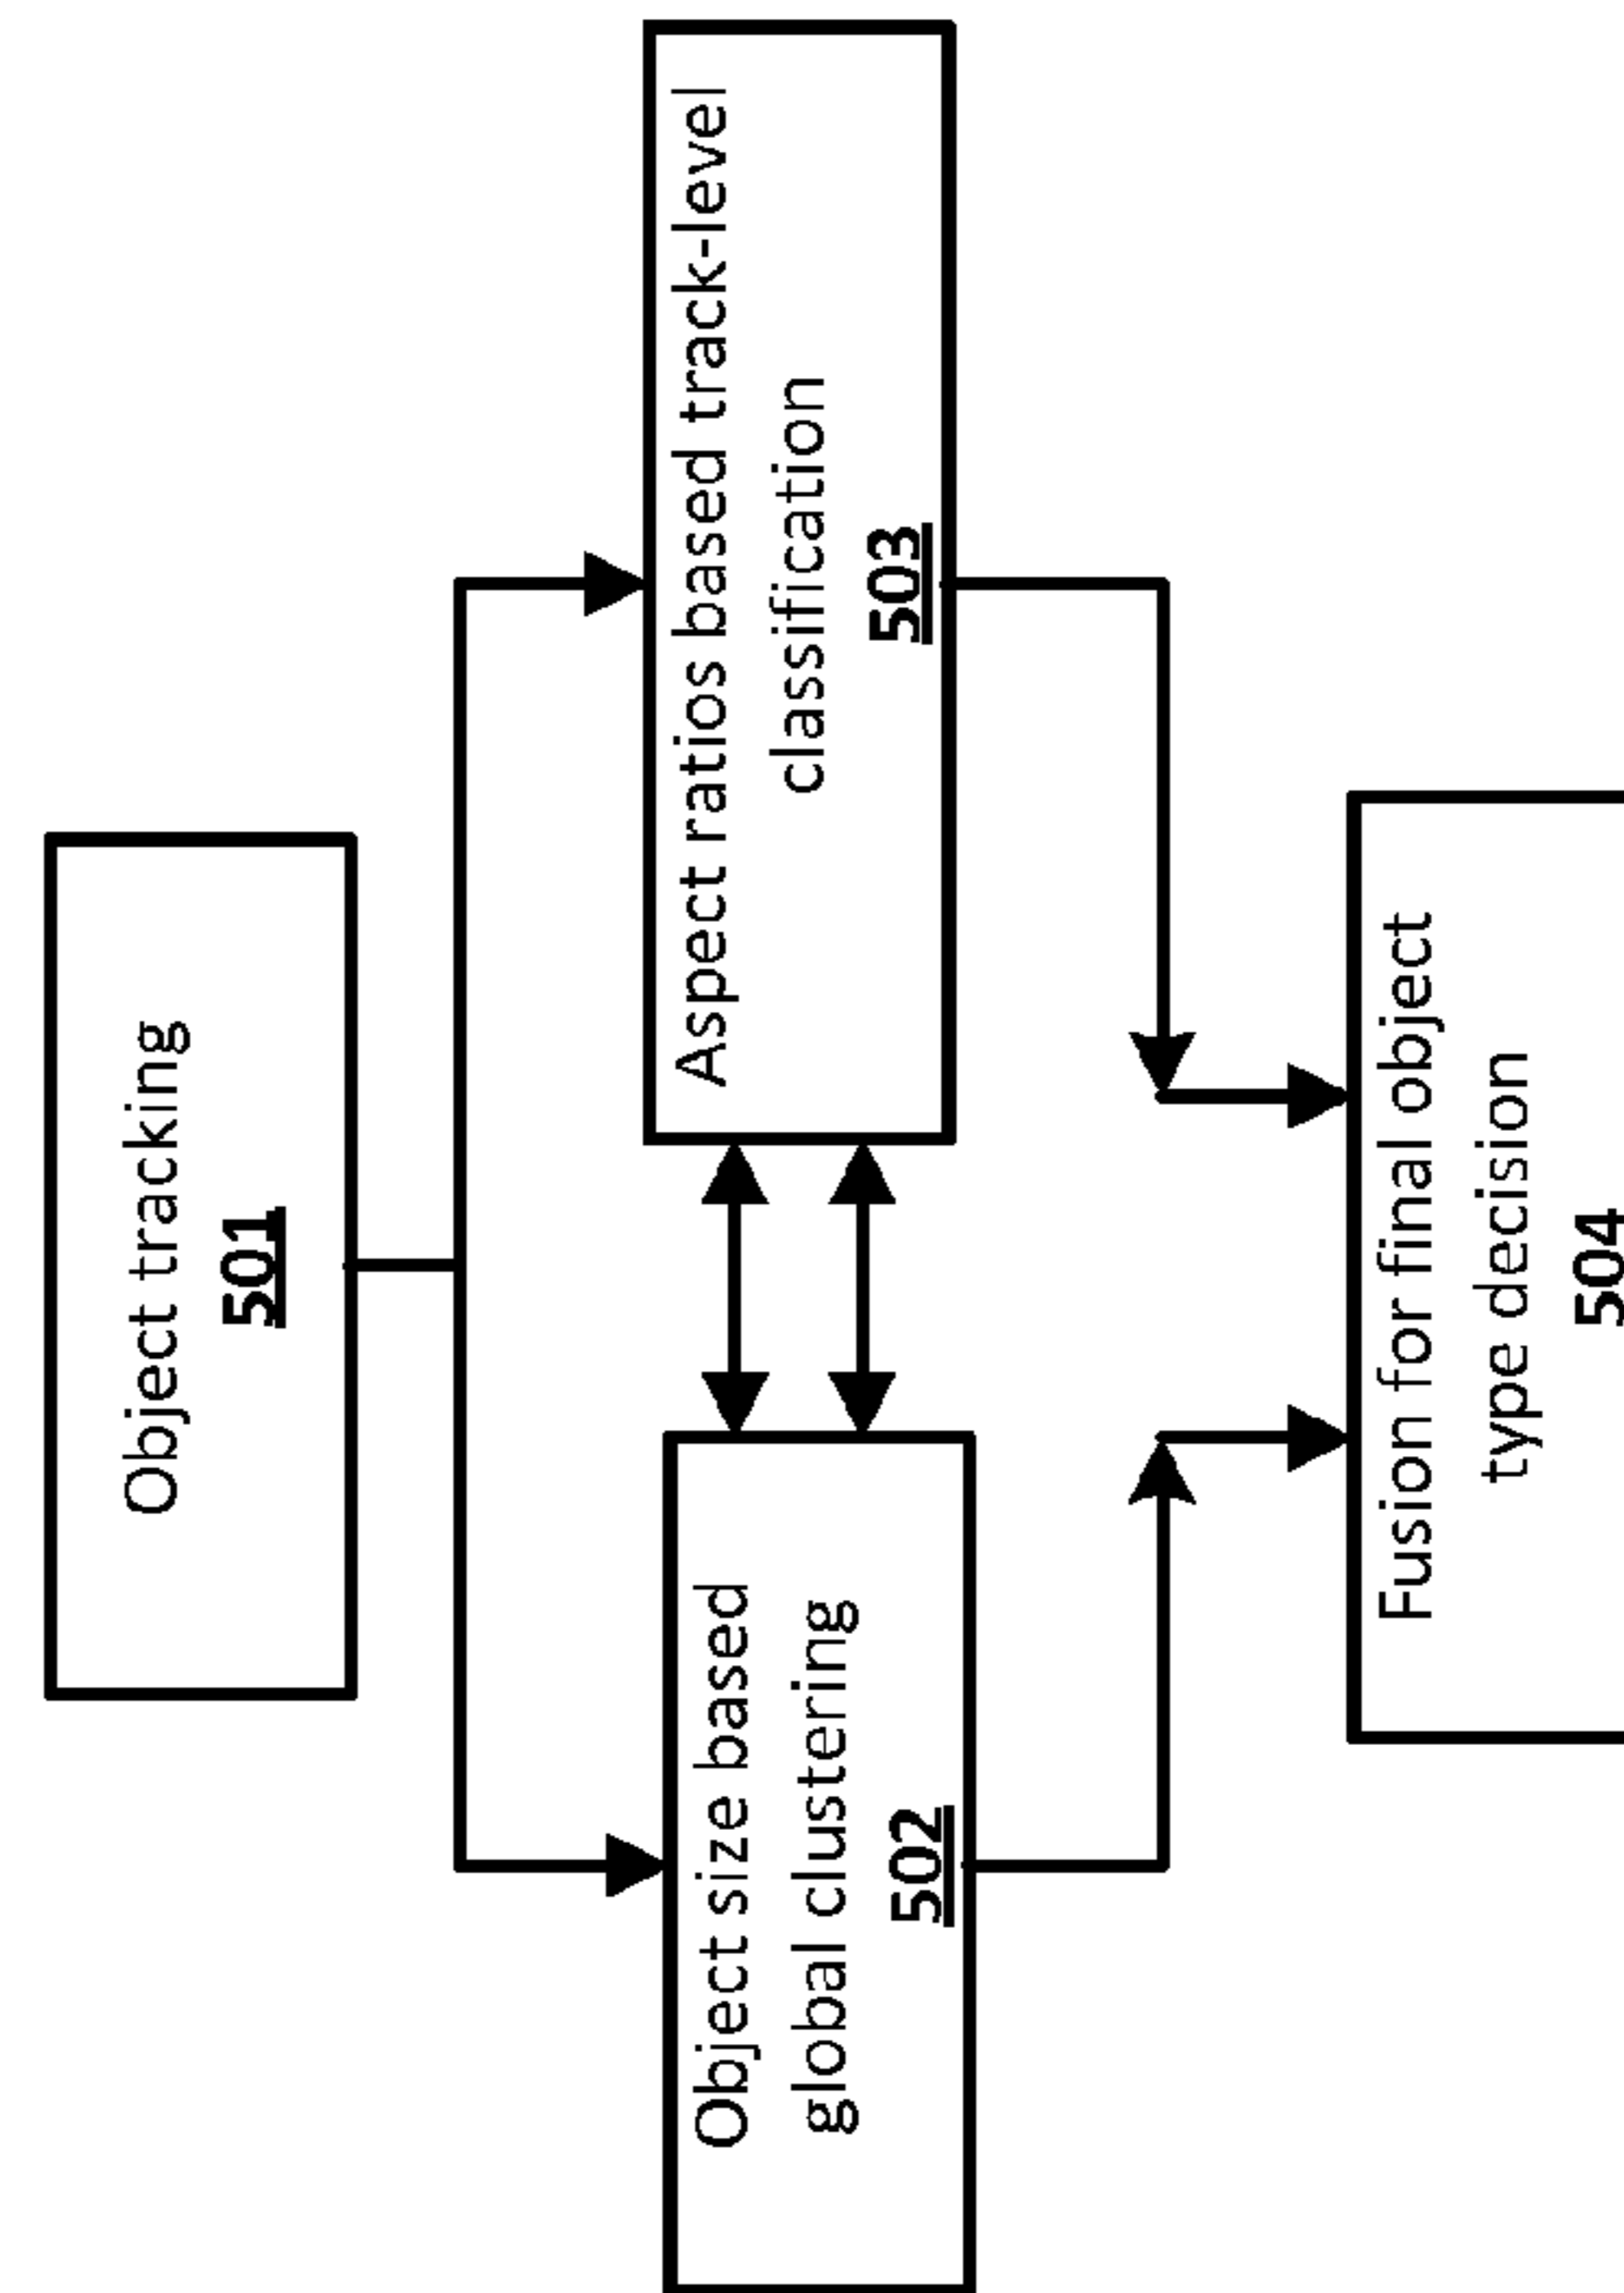 Object tracking
501
Object size based
global clustering
502
Aspect ratios based track-level
classification
503
Fusion for final object
type decision
504